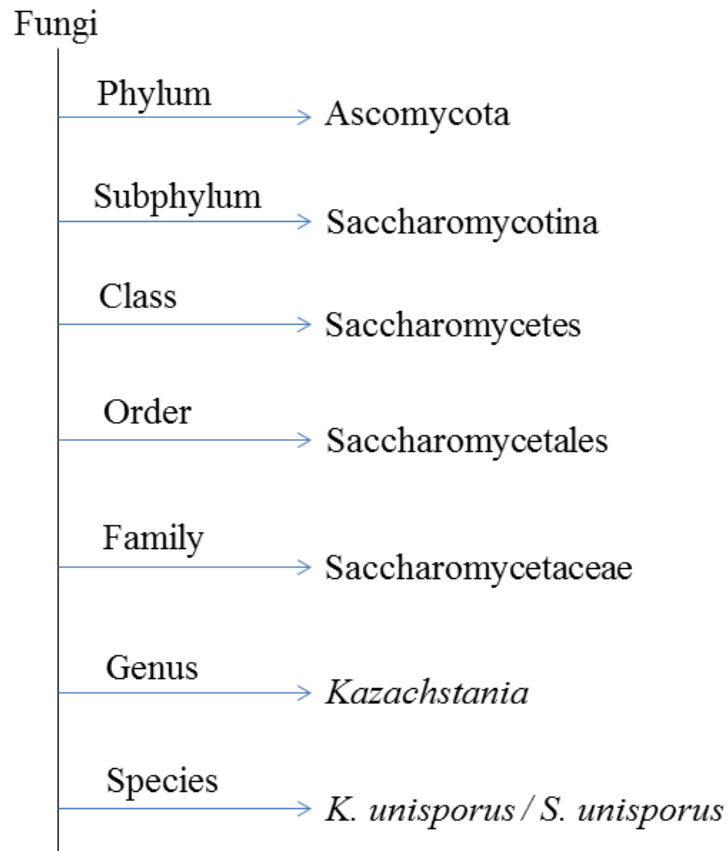 Fungi
Phylum
Ascomycota
Subphylum
Saccharomycotina
Class
Saccharomycetes
Order
Saccharomycetales
Family
Saccharomycetaceae
Genus
Kazachstania
Species
K. unisporus / S. unisporus